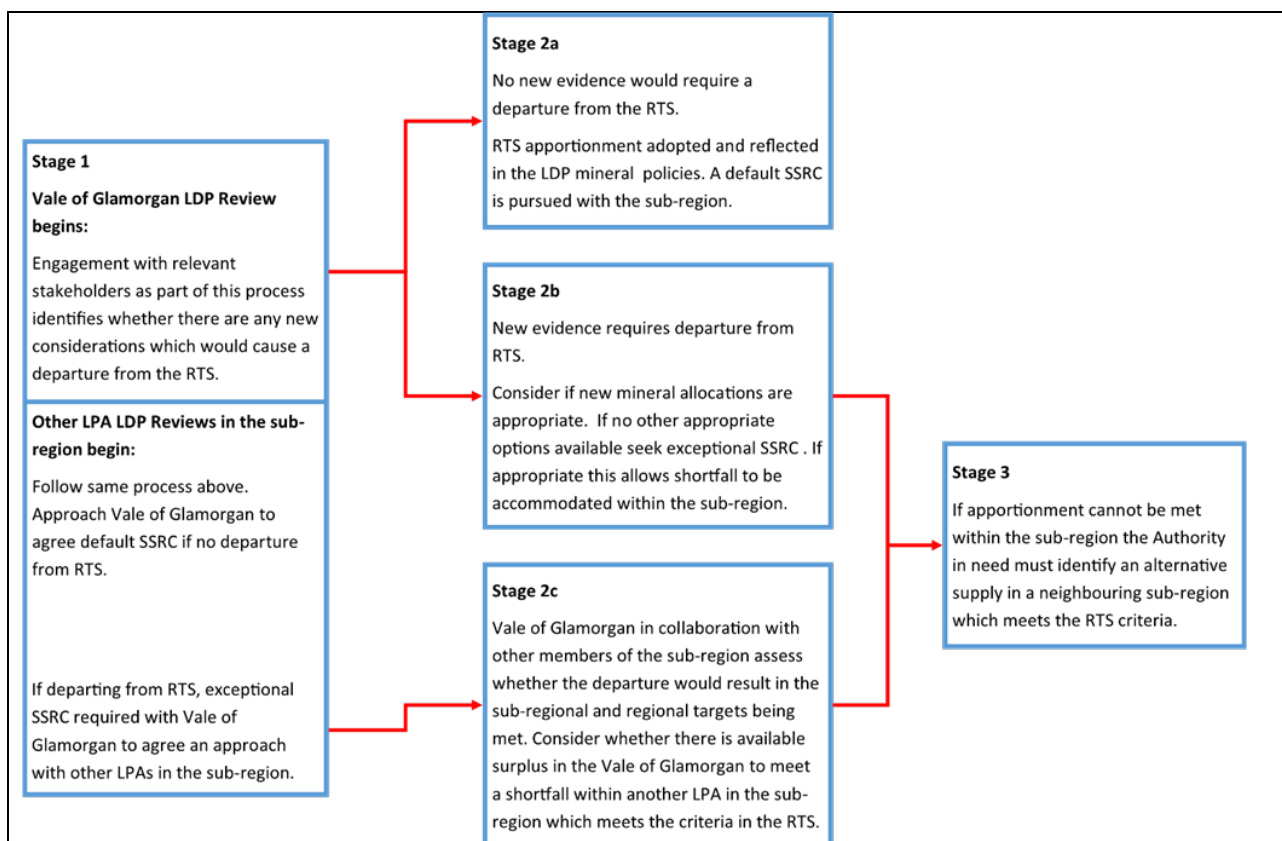 Stage 1
Vale of Glamorgan LDP Review
begins:
Engagement with relevant
stakeholders as part of this process
identifies whether there are any new
considerations which would cause a
departure from the RTS.
Other LPA LDP Reviews in the sub-
region begin:
Follow same process above.
Approach Vale of Glamorgan to
agree default SSRC if no departure
from RTS.
If departing from RTS, exceptional
SSRC required with Vale of
Glamorgan to agree an approach
with other LPAs in the sub-region.
Stage 2a
No new evidence would require a
departure from the RTS.
RTS apportionment adopted and reflected
in the LDP mineral policies. A default SSRC
is pursued with the sub-region.
Stage 2b
New evidence requires departure from
RTS.
Consider if new mineral allocations are
appropriate. If no other appropriate
options available seek exceptional SSRC . If
appropriate this allows shortfall to be
accommodated within the sub-region.
Stage 2c
Vale of Glamorgan in collaboration with
other members of the sub-region assess
whether the departure would result in the
sub-regional and regional targets being
met. Consider whether there is available
surplus in the Vale of Glamorgan to meet
a shortfall within another LPA in the sub-
region which meets the criteria in the RTS.
Stage 3
If apportionment cannot be met
within the sub-region the Authority
in need must identify an alternative
supply in a neighbouring sub-region
which meets the RTS criteria.